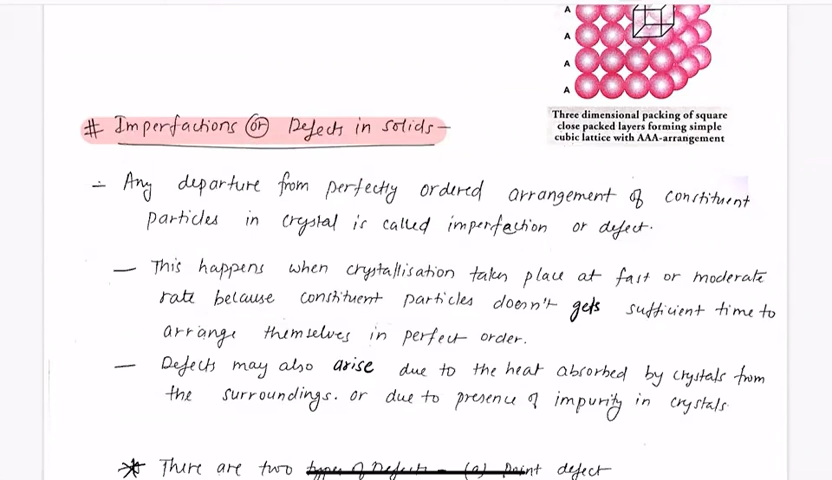 A
A
A
A
Three dimensional packing of square
close packed layers forming simple
cubic lattice with AAA-arrangement
# Imperfactions or Defects in solids -
- Any departure from perfectly ordered arrangement of constituent
particles in crystal is called imperfection or defect.
- This happens when crystallisation taken place at fast or moderate
rate because constituent particles doesn't gets sufficient time to
arrange themselves in perfect order.
- Defects may also arise due to the heat absorbed by crystals from
the surroundings. or due to presence of impurity in crystals
* There are two types of Defects - (a) Point defect